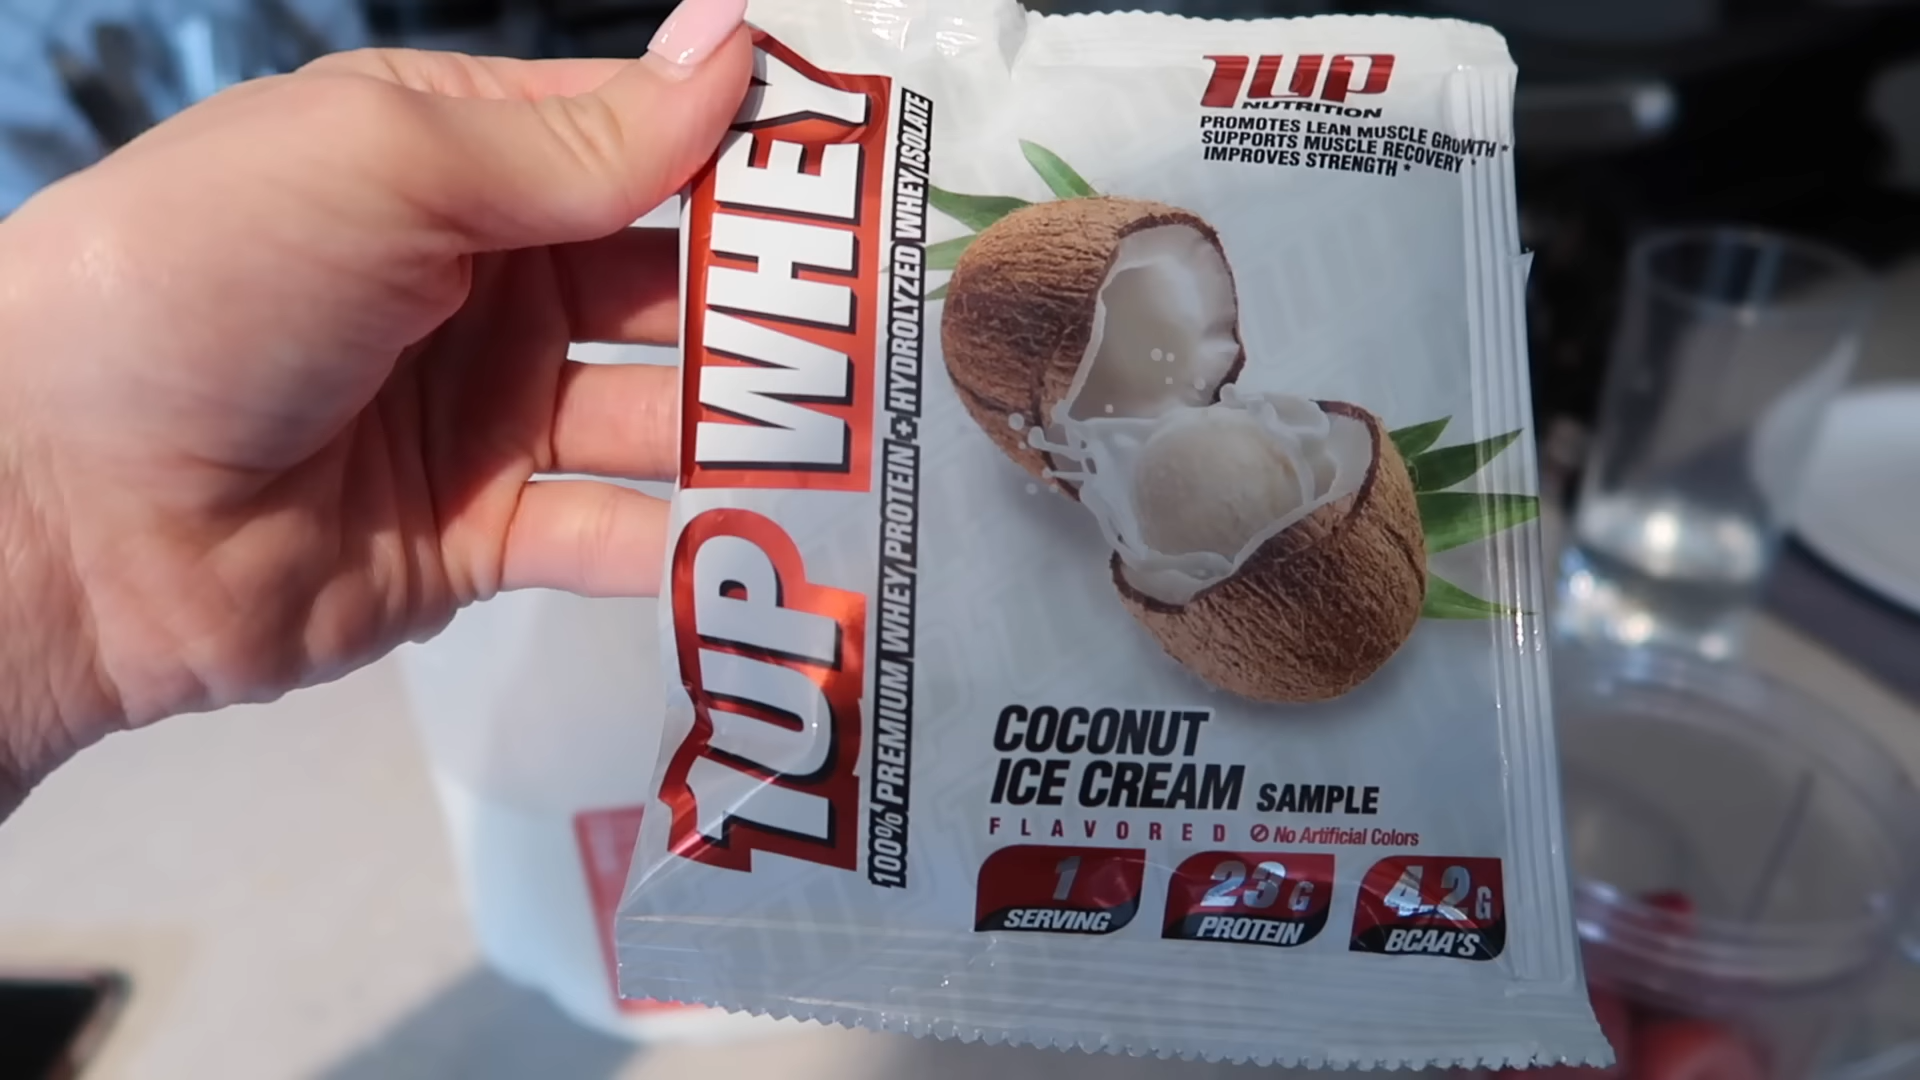 1UP WHEY
100% PREMIUM WHEY PROTEIN + HYDROLYZED WHEY ISOLATE
1UP
NUTRITION
PROMOTES LEAN MUSCLE GROWTH *
SUPPORTS MUSCLE RECOVERY *
IMPROVES STRENGTH *
COCONUT
ICE CREAM SAMPLE
FLAVORED No Artificial Colors
1 SERVING
23G PROTEIN
4.2G BCAA'S